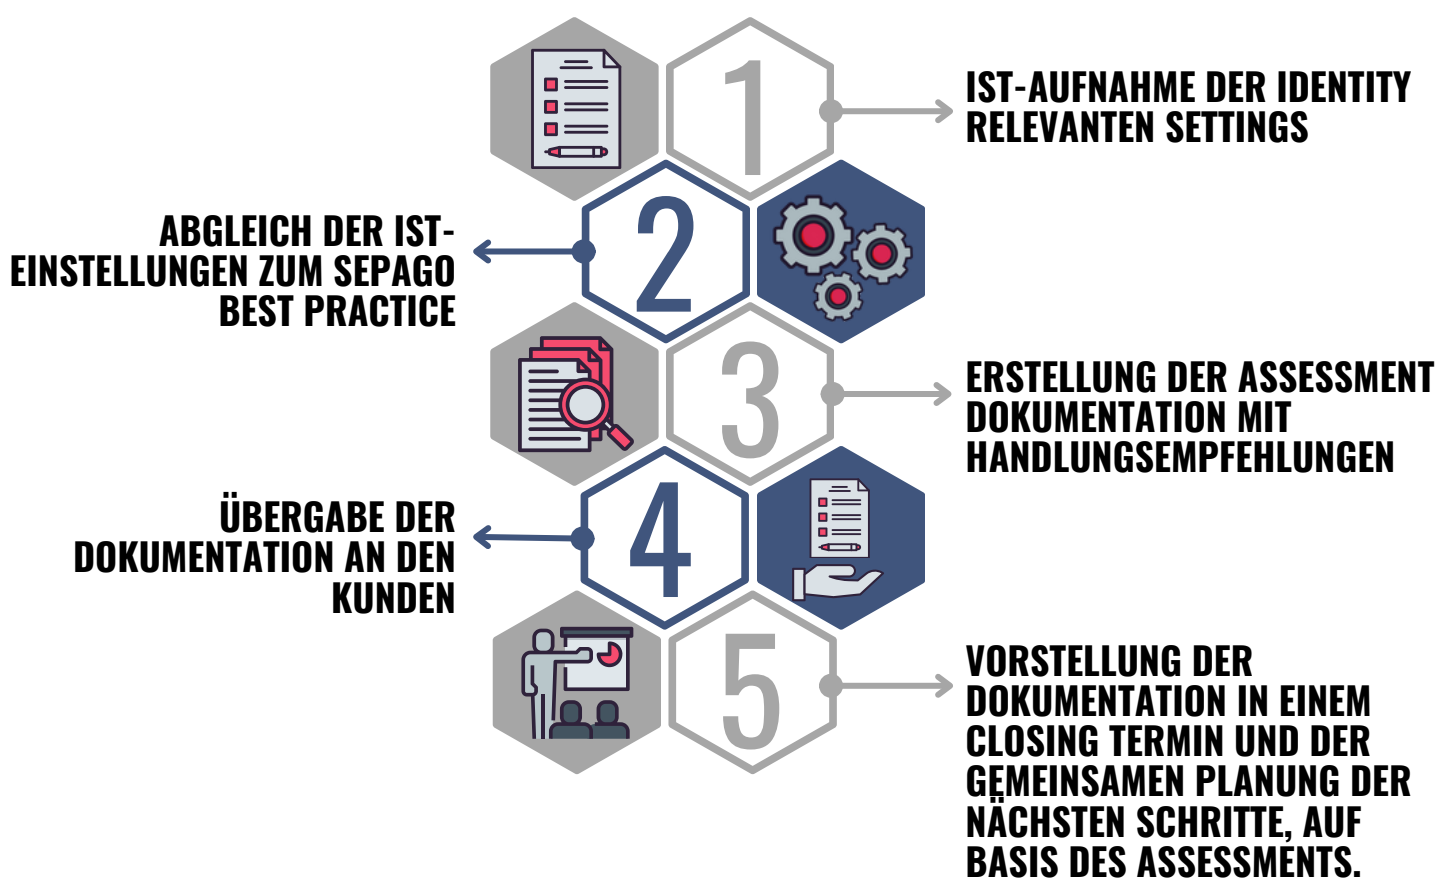 1
IST-AUFNAHME DER IDENTITY
RELEVANTEN SETTINGS
2
ABGLEICH DER IST-
EINSTELLUNGEN ZUM SEPAGO
BEST PRACTICE
3
ERSTELLUNG DER ASSESSMENT
DOKUMENTATION MIT
HANDLUNGSEMPFEHLUNGEN
4
ÜBERGABE DER
DOKUMENTATION AN DEN
KUNDEN
5
VORSTELLUNG DER
DOKUMENTATION IN EINEM
CLOSING TERMIN UND DER
GEMEINSAMEN PLANUNG DER
NÄCHSTEN SCHRITTE, AUF
BASIS DES ASSESSMENTS.